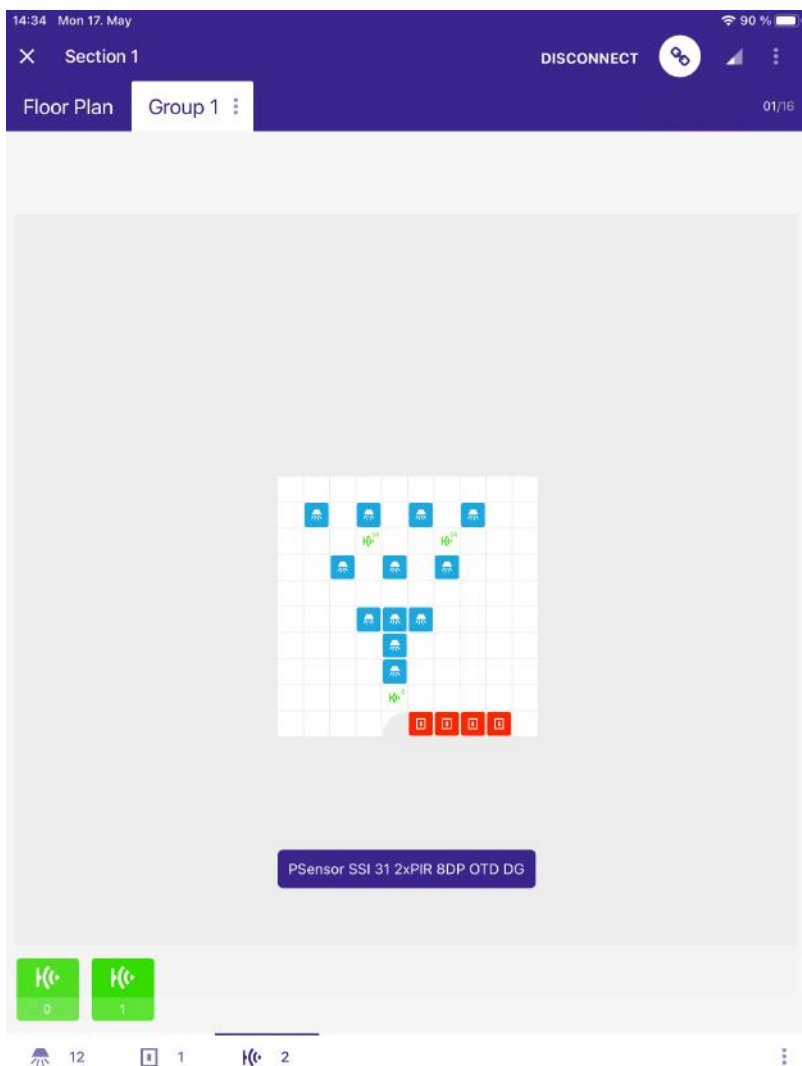 14:34 Mon 17. May 90 %
Section 1 DISCONNECT
Floor Plan Group 1 01/16
PSensor SSI 31 2xPIR 8DP OTD DG
0 1
12 1 2